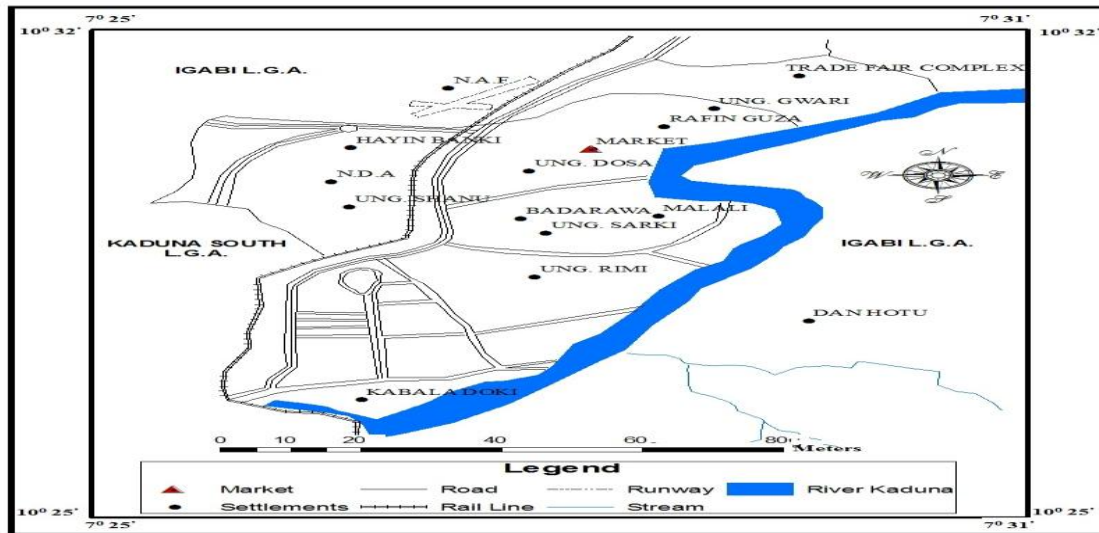 7° 25'
7° 31'
10° 32'
10° 32'
IGABI L.G.A.
N.A.F
TRADE FAIR COMPLEX
UNG. GWARI
RAFIN GUZA
HAYIN BANKI
MARKET
UNG. DOSA
N
W
E
S
N.D.A
UNG. SHANU
BADARAWA
MALALI
UNG. SARKI
KADUNA SOUTH
L.G.A.
IGABI L.G.A.
UNG. RIMI
DAN HOTU
KABALA DOKI
0 10 20 40 60 80
Meters
Legend
Market Road Runway River Kaduna
Settlements Rail Line Stream
10° 25'
10° 25'
7° 25'
7° 31'